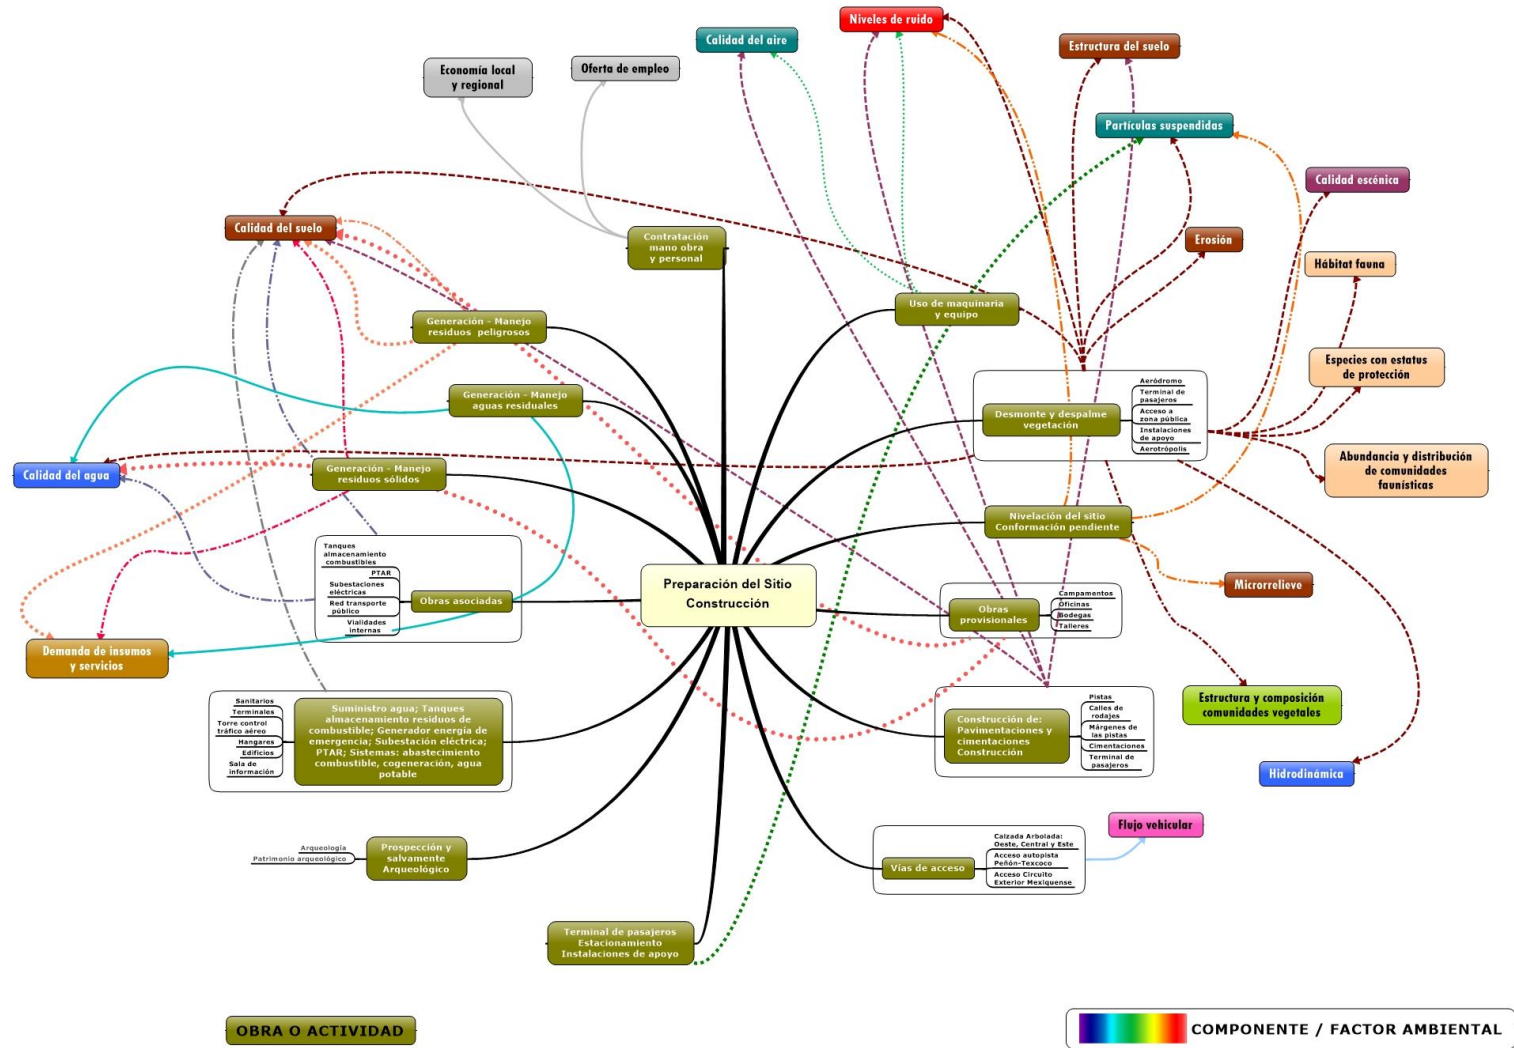 Niveles de ruido
Calidad del aire
Estructura del suelo
Economía local
y regional
Oferta de empleo
Partículas suspendidas
Calidad escénica
Calidad del suelo
Contratación
mano obra
y personal
Erosión
Hábitat fauna
Uso de maquinaria
y equipo
Generación - Manejo
residuos peligrosos
Especies con estatus
de protección
Generación - Manejo
aguas residuales
Desmonte y despalme
vegetación
Aeródromo
Terminal de
pasajeros
Acceso a
zona pública
Instalaciones
de apoyo
Aerotrópolis
Abundancia y distribución
de comunidades
faunísticas
Calidad del agua
Generación - Manejo
residuos sólidos
Nivelación del sitio
Conformación pendiente
Tanques
almacenamiento
combustibles
PTAR
Subestaciones
eléctricas
Red transporte
público
Vialidades
internas
Obras asociadas
Preparación del Sitio
Construcción
Microrrelieve
Obras
provisionales
Campamentos
Oficinas
Bodegas
Talleres
Demanda de insumos
y servicios
Estructura y composición
comunidades vegetales
Sanitarios
Terminales
Torre control
tráfico aéreo
Hangares
Edificios
Sala de
información
Suministro agua; Tanques
almacenamiento residuos de
combustible; Generador energía de
emergencia; Subestación eléctrica;
PTAR; Sistemas: abastecimiento
combustible, cogeneración, agua
potable
Construcción de:
Pavimentaciones y
cimentaciones
Construcción
Pistas
Calles de
rodajes
Márgenes de
las pistas
Cimentaciones
Terminal de
pasajeros
Hidrodinámica
Flujo vehicular
Arqueología
Patrimonio arqueológico
Prospección y
salvamente
Arqueológico
Vías de acceso
Calzada Arbolada:
Oeste, Central y Este
Acceso autopista
Peñón-Texcoco
Acceso Circuito
Exterior Mexiquense
Terminal de pasajeros
Estacionamiento
Instalaciones de apoyo
OBRA O ACTIVIDAD
COMPONENTE / FACTOR AMBIENTAL